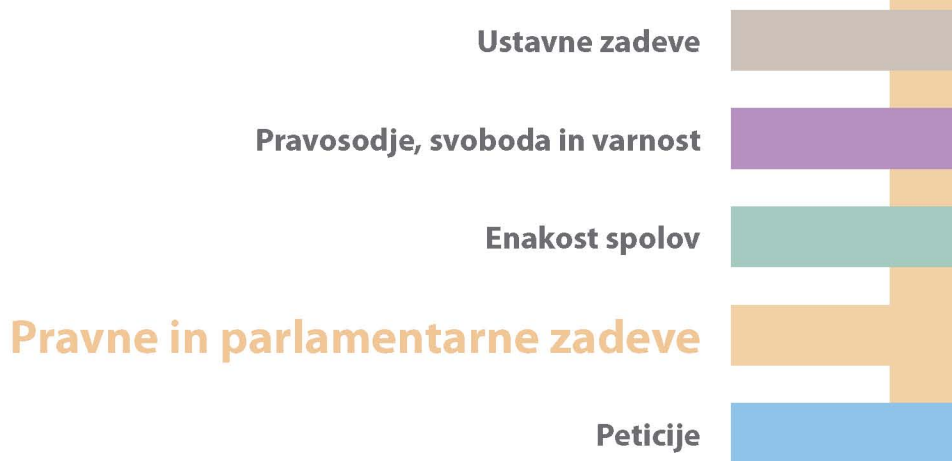 Ustavne zadeve
Pravosodje, svoboda in varnost
Enakost spolov
Pravne in parlamentarne zadeve
Peticije